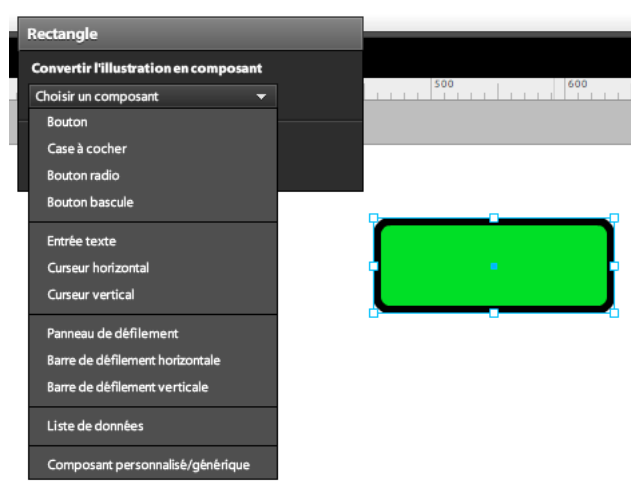 Rectangle
Convertir l'illustration en composant
Choisir un composant
500 600
Bouton
Case à cocher
Bouton radio
Bouton bascule
Entrée texte
Curseur horizontal
Curseur vertical
Panneau de défilement
Barre de défilement horizontale
Barre de défilement verticale
Liste de données
Composant personnalisé/générique